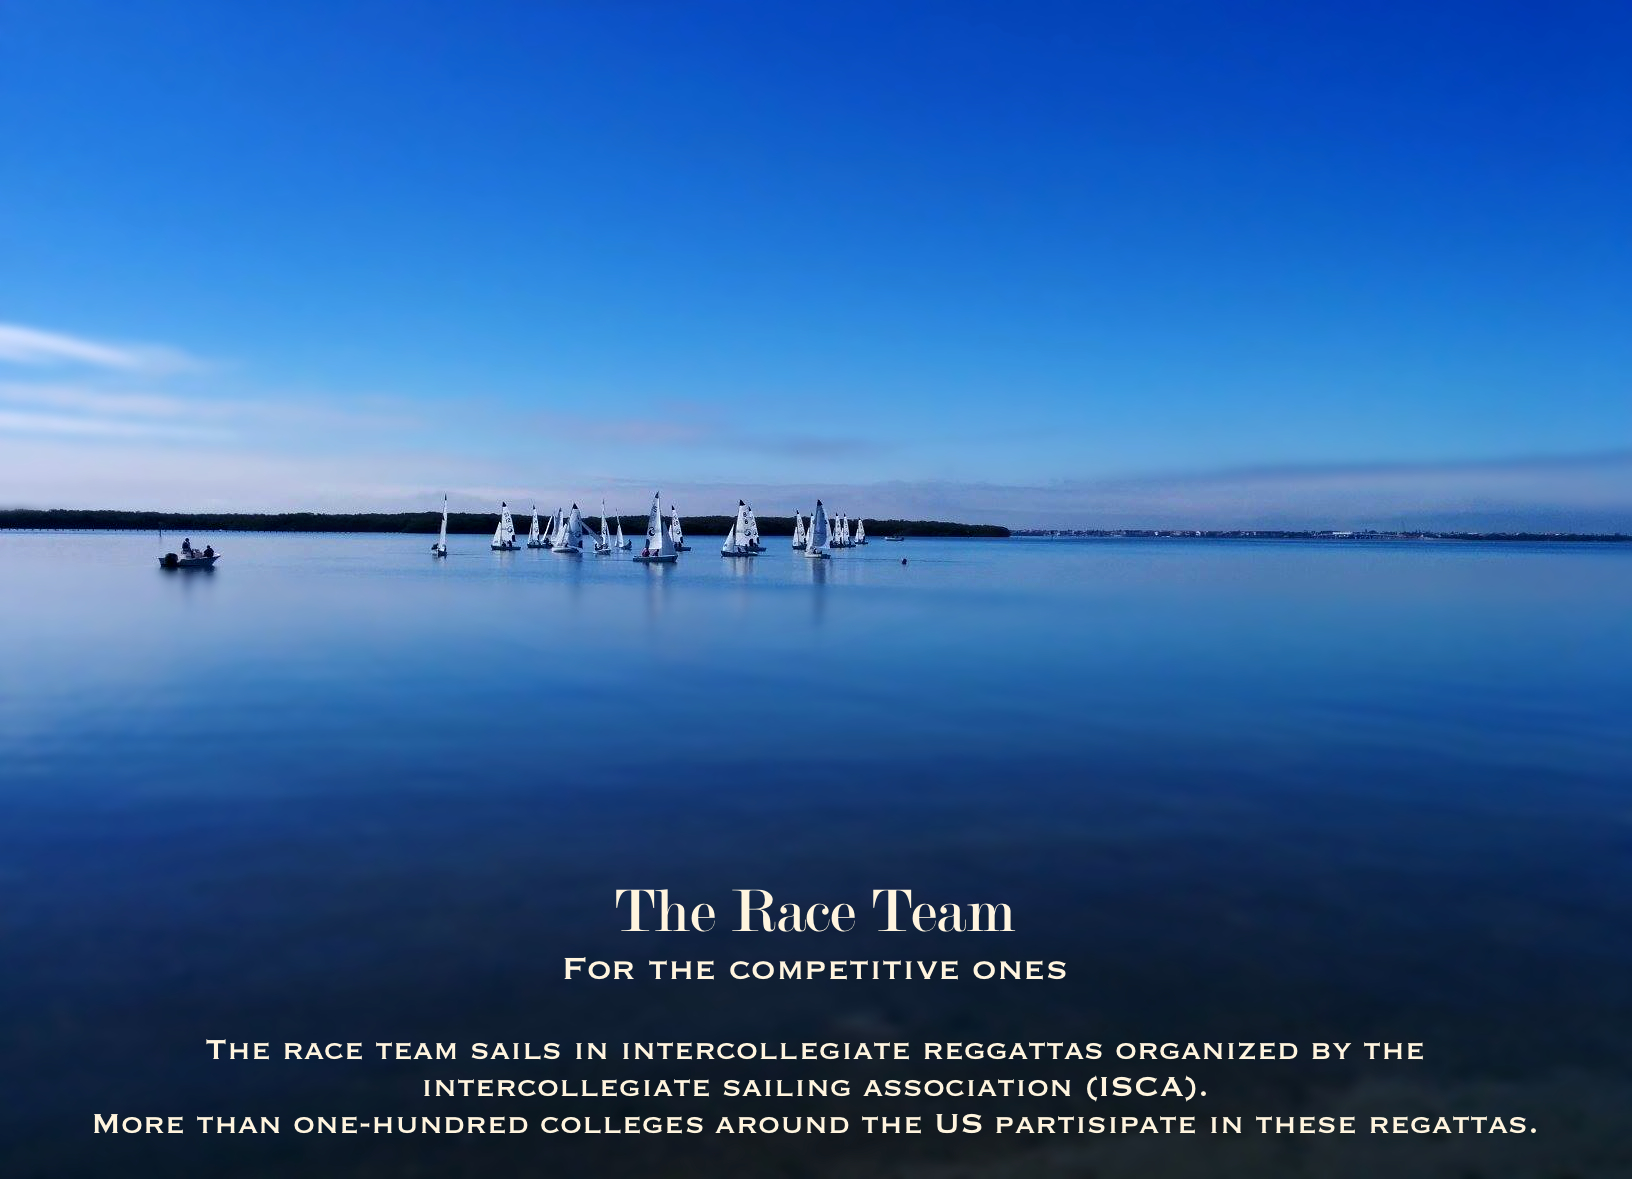 The Race Team
For the competitive ones
The race team sails in intercollegiate reggattas organized by the
intercollegiate sailing association (ISCA).
More than one-hundred colleges around the US partisipate in these regattas.